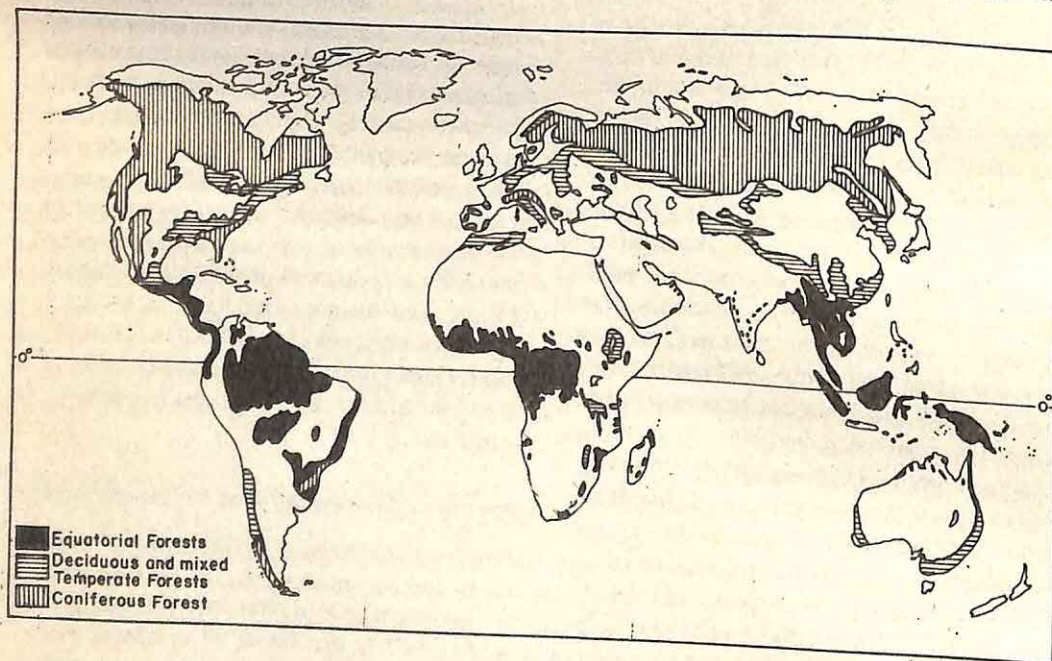 0°
0°
Equatorial Forests
Deciduous and mixed
Temperate Forests
Coniferous Forest